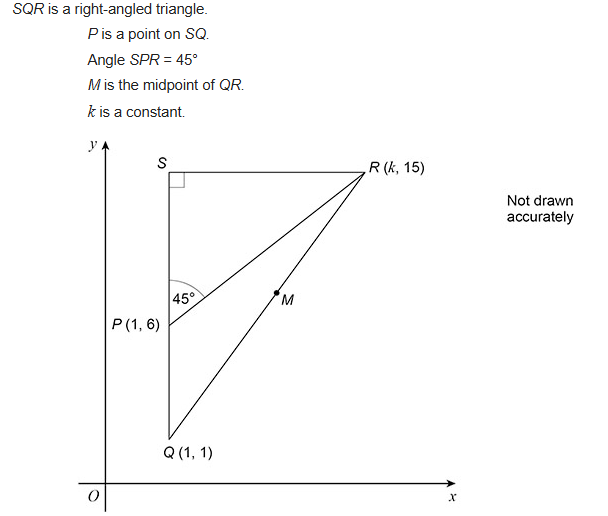 SQR is a right-angled triangle.
P is a point on SQ.
Angle SPR = 45°
M is the midpoint of QR.
k is a constant.
y
S
R (k, 15)
Not drawn
accurately
45°
M
P (1, 6)
Q (1, 1)
O
x